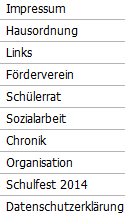 Impressum
Hausordnung
Links
Förderverein
Schülerrat
Sozialarbeit
Chronik
Organisation
Schulfest 2014
Datenschutzerklärung